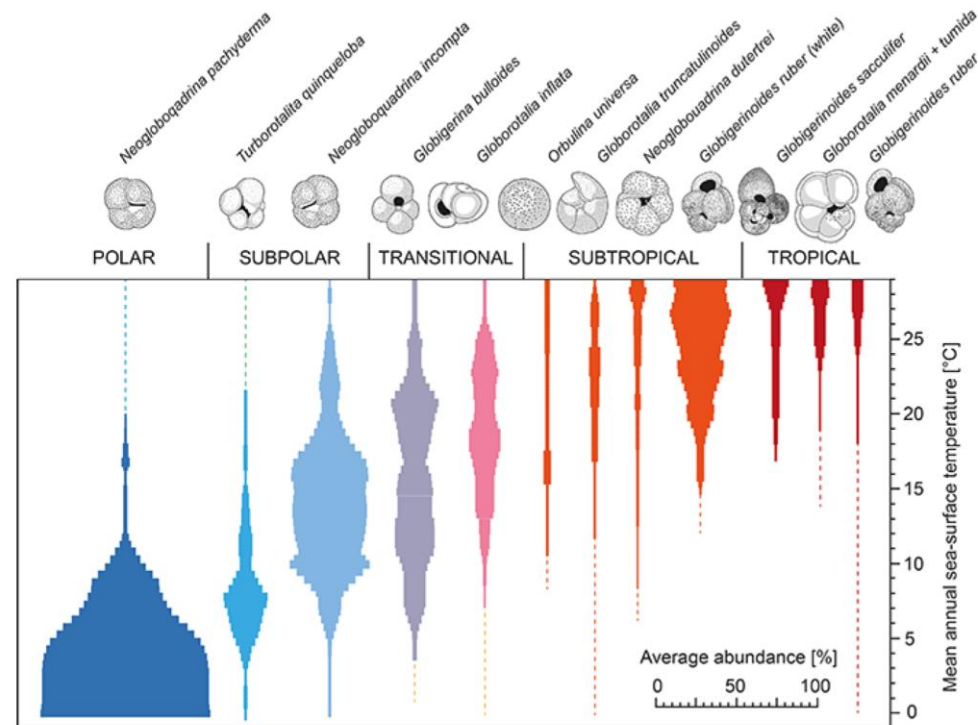 Neogloboqadrina pachyderma
Turborotalita quinqueloba
Neogloboquadrina incompta
Globigerina bulloides
Globorotalia inflata
Orbulina universa
Globorotalia truncatulinoides
Neoglobouadrina dutertrei
Globigerinoides ruber (white)
Globigerinoides sacculifer
Globorotalia menardii + tumida
Globigerinoides ruber
POLAR
SUBPOLAR
TRANSITIONAL
SUBTROPICAL
TROPICAL
25
20
15
10
5
0
Mean annual sea-surface temperature [°C]
Average abundance [%]
0 50 100